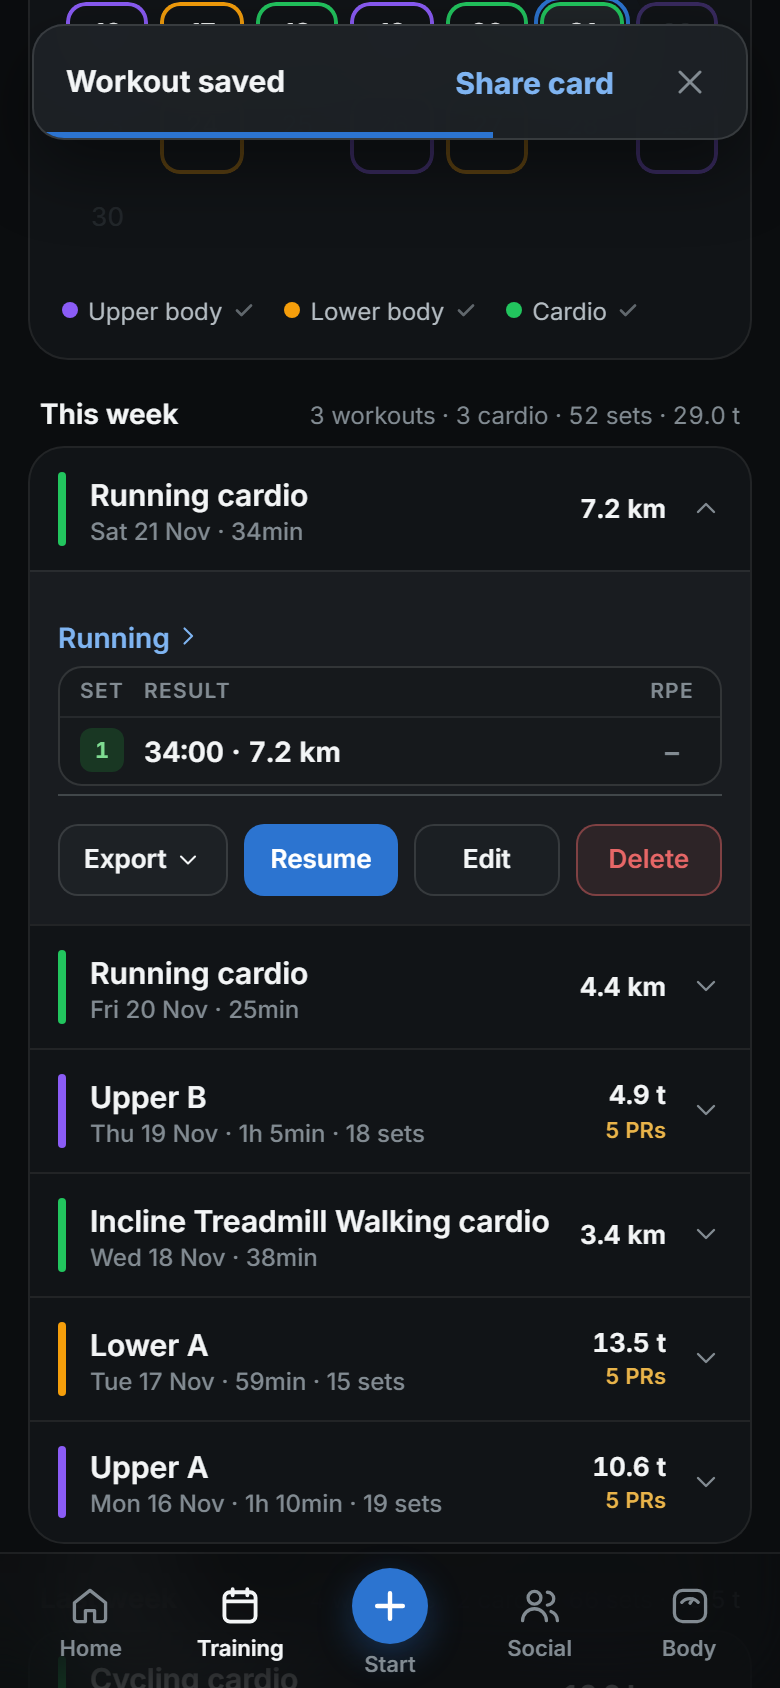 Workout saved Share card
30
Upper body Lower body Cardio
This week 3 workouts · 3 cardio · 52 sets · 29.0 t
Running cardio 7.2 km
Sat 21 Nov · 34min
Running
SET RESULT RPE
1 34:00 · 7.2 km –
Export Resume Edit Delete
Running cardio 4.4 km
Fri 20 Nov · 25min
Upper B 4.9 t
Thu 19 Nov · 1h 5min · 18 sets 5 PRs
Incline Treadmill Walking cardio 3.4 km
Wed 18 Nov · 38min
Lower A 13.5 t
Tue 17 Nov · 59min · 15 sets 5 PRs
Upper A 10.6 t
Mon 16 Nov · 1h 10min · 19 sets 5 PRs
Home Training Start Social Body
Cycling cardio